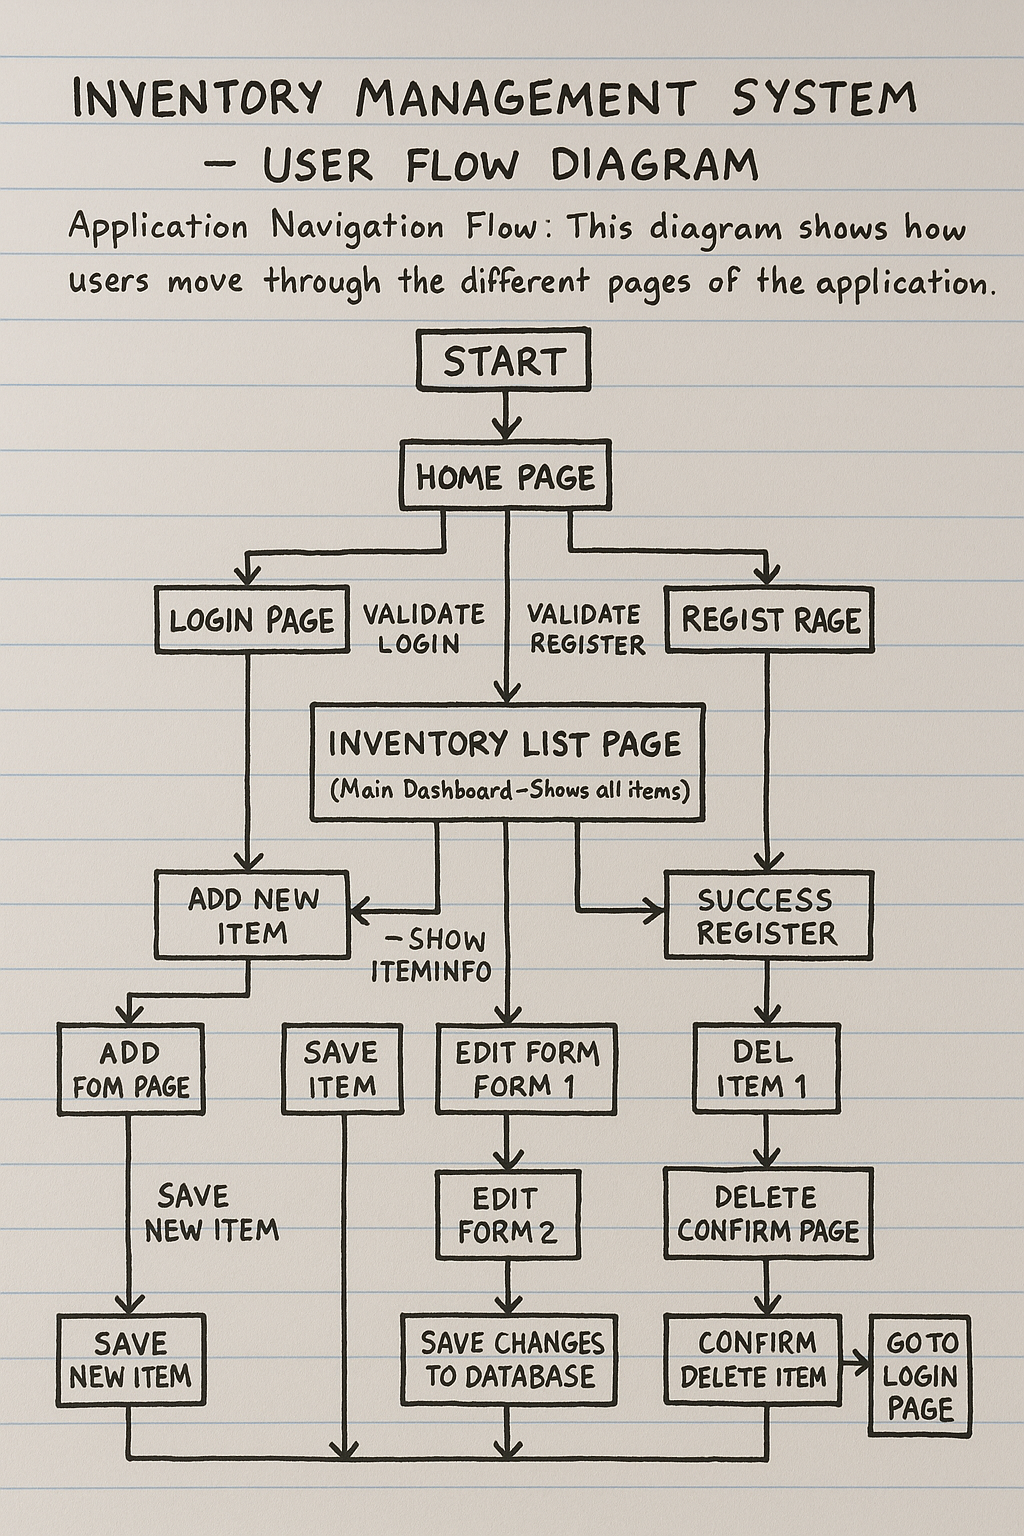 INVENTORY MANAGEMENT SYSTEM
– USER FLOW DIAGRAM
Application Navigation Flow: This diagram shows how
users move through the different pages of the application.
START
HOME PAGE
LOGIN PAGE
VALIDATE
LOGIN
VALIDATE
REGISTER
REGIST RAGE
INVENTORY LIST PAGE
(Main Dashboard–Shows all items)
ADD NEW
ITEM
–SHOW
ITEMINFO
SUCCESS
REGISTER
ADD
FOM PAGE
SAVE
ITEM
EDIT FORM
FORM 1
DEL
ITEM 1
SAVE
NEW ITEM
EDIT
FORM 2
DELETE
CONFIRM PAGE
SAVE
NEW ITEM
SAVE CHANGES
TO DATABASE
CONFIRM
DELETE ITEM
GO TO
LOGIN
PAGE